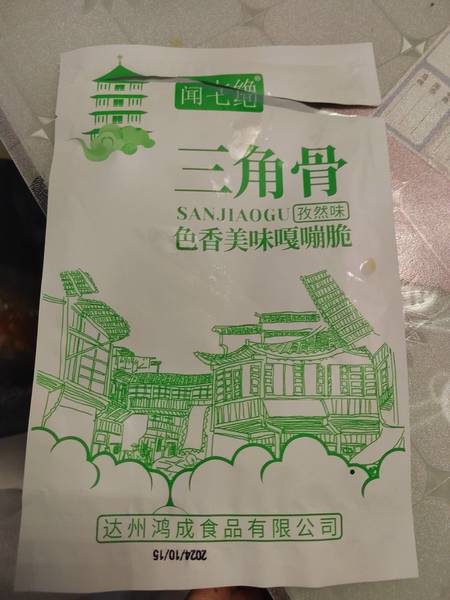 闻七绝®
三角骨
SANJIAOGU 孜然味
色香美味嘎嘣脆
达州鸿成食品有限公司
2024/10/15